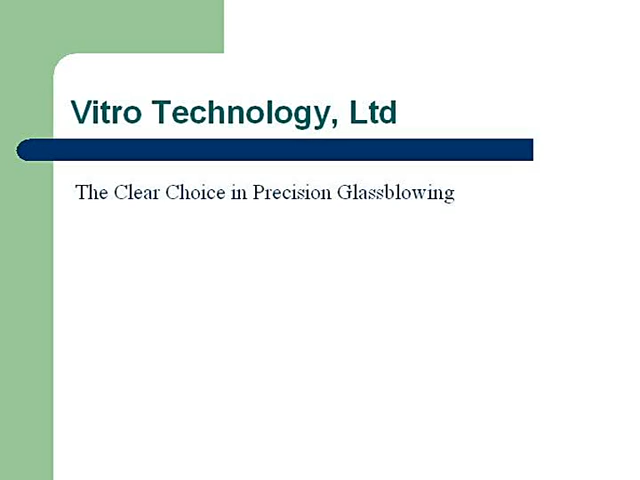 Vitro Technology, Ltd
The Clear Choice in Precision Glassblowing